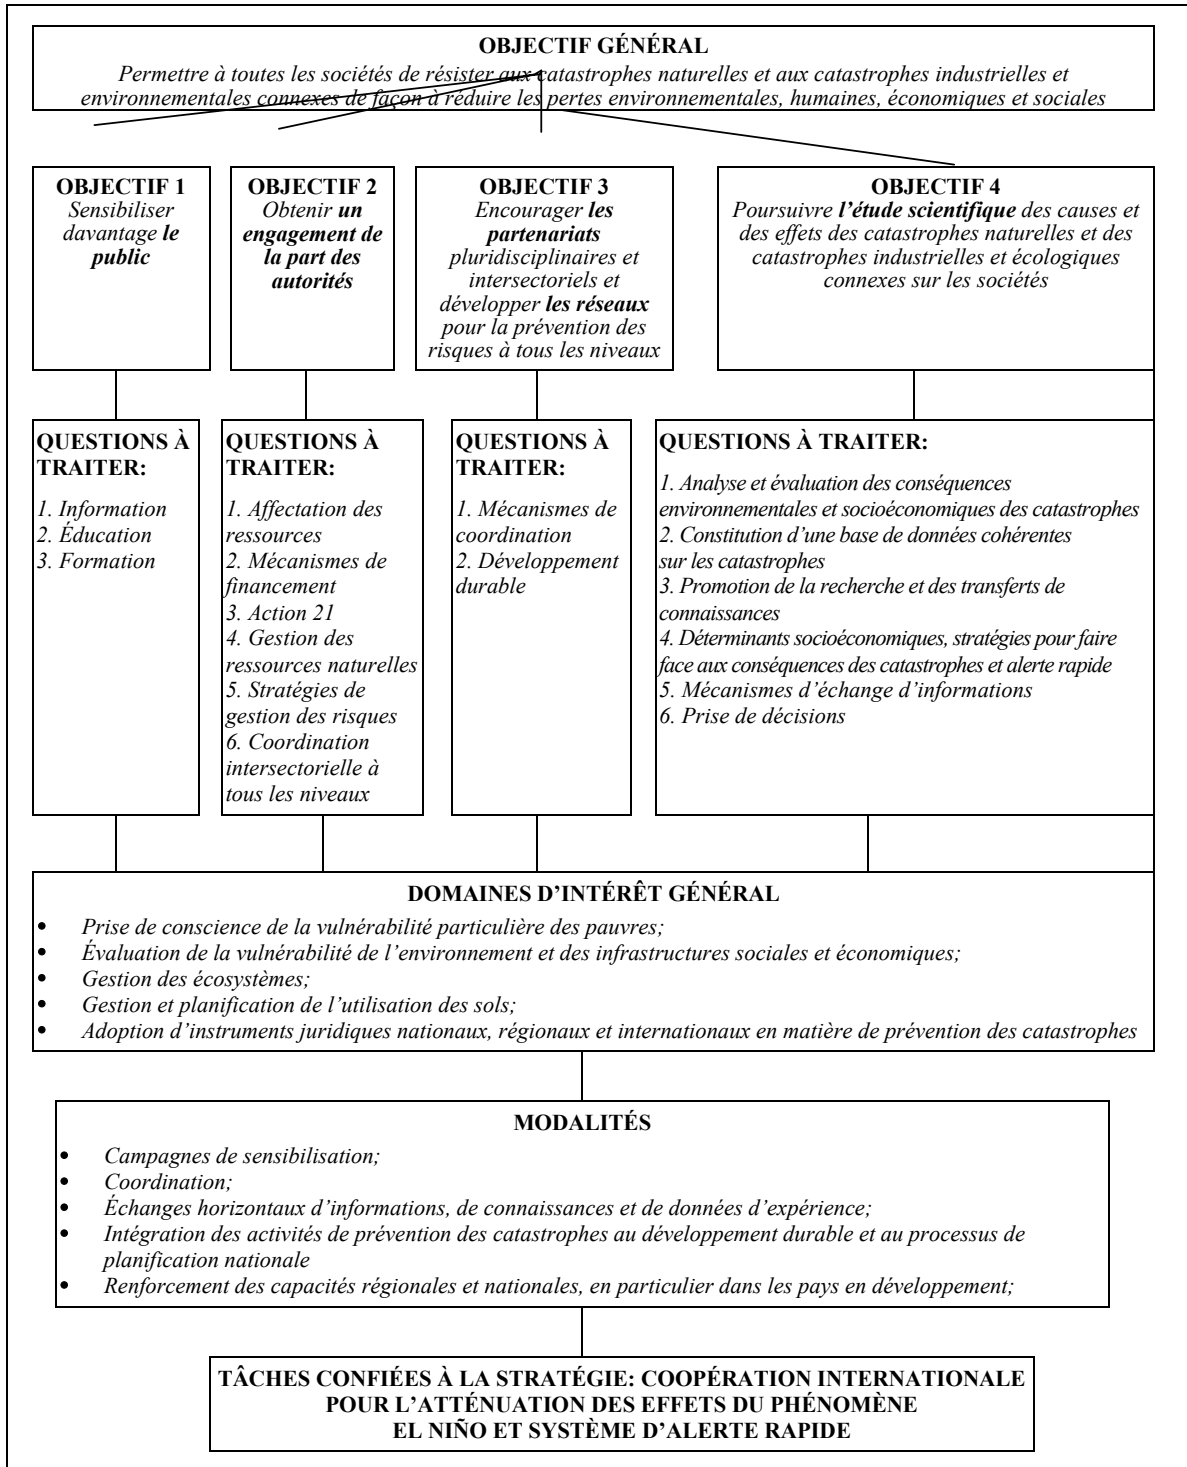 OBJECTIF GÉNÉRAL
Permettre à toutes les sociétés de résister aux catastrophes naturelles et aux catastrophes industrielles et
environnementales connexes de façon à réduire les pertes environnementales, humaines, économiques et sociales
OBJECTIF 1
Sensibiliser
davantage le
public
OBJECTIF 2
Obtenir un
engagement de
la part des
autorités
OBJECTIF 3
Encourager les
partenariats
pluridisciplinaires et
intersectoriels et
développer les réseaux
pour la prévention des
risques à tous les niveaux
OBJECTIF 4
Poursuivre l'étude scientifique des causes et
des effets des catastrophes naturelles et des
catastrophes industrielles et écologiques
connexes sur les sociétés
QUESTIONS À
TRAITER:
1. Information
2. Éducation
3. Formation
QUESTIONS À
TRAITER:
1. Affectation des
ressources
2. Mécanismes de
financement
3. Action 21
4. Gestion des
ressources naturelles
5. Stratégies de
gestion des risques
6. Coordination
intersectorielle à
tous les niveaux
QUESTIONS À
TRAITER:
1. Mécanismes de
coordination
2. Développement
durable
QUESTIONS À TRAITER:
1. Analyse et évaluation des conséquences
environnementales et socioéconomiques des catastrophes
2. Constitution d'une base de données cohérentes
sur les catastrophes
3. Promotion de la recherche et des transferts de
connaissances
4. Déterminants socioéconomiques, stratégies pour faire
face aux conséquences des catastrophes et alerte rapide
5. Mécanismes d'échange d'informations
6. Prise de décisions
DOMAINES D'INTÉRÊT GÉNÉRAL
• Prise de conscience de la vulnérabilité particulière des pauvres;
• Évaluation de la vulnérabilité de l'environnement et des infrastructures sociales et économiques;
• Gestion des écosystèmes;
• Gestion et planification de l'utilisation des sols;
• Adoption d'instruments juridiques nationaux, régionaux et internationaux en matière de prévention des catastrophes
MODALITÉS
• Campagnes de sensibilisation;
• Coordination;
• Échanges horizontaux d'informations, de connaissances et de données d'expérience;
• Intégration des activités de prévention des catastrophes au développement durable et au processus de
planification nationale
• Renforcement des capacités régionales et nationales, en particulier dans les pays en développement;
TÂCHES CONFIÉES À LA STRATÉGIE: COOPÉRATION INTERNATIONALE
POUR L'ATTÉNUATION DES EFFETS DU PHÉNOMÈNE
EL NIÑO ET SYSTÈME D'ALERTE RAPIDE